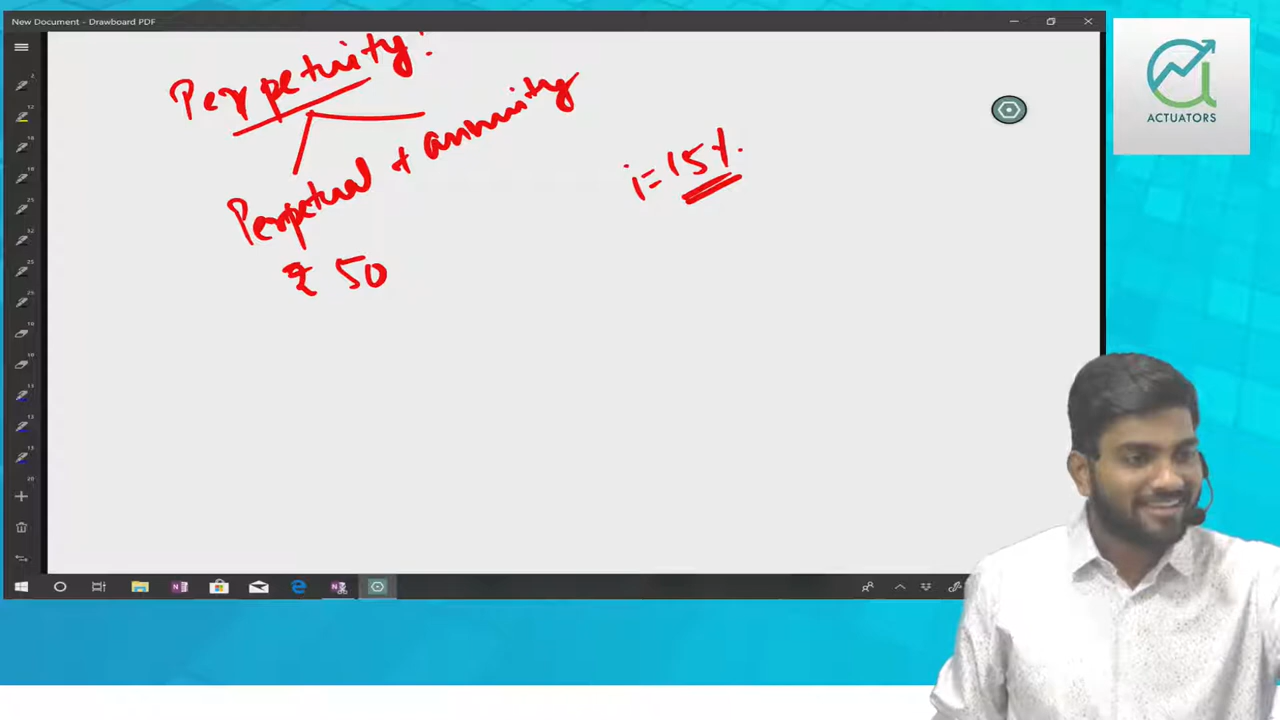 New Document - Drawboard PDF
ACTUATORS
Perpetuity:
Perpetual + annuity
i = 15%.
₹ 50